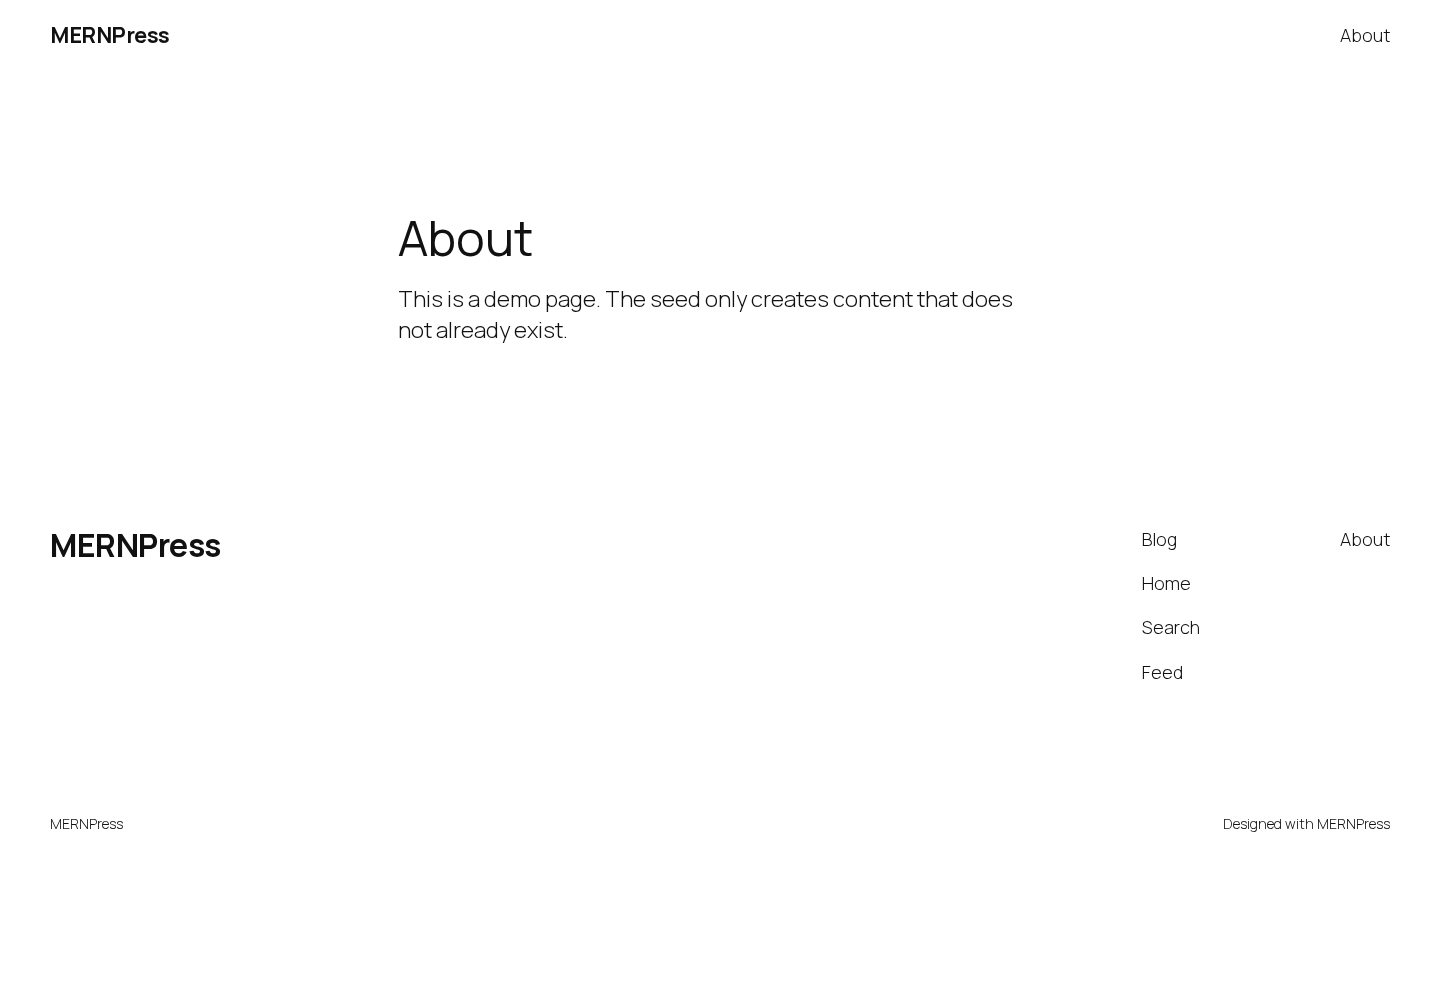 MERNPress
About
About
This is a demo page. The seed only creates content that does
not already exist.
MERNPress
Blog
Home
Search
Feed
About
MERNPress
Designed with MERNPress